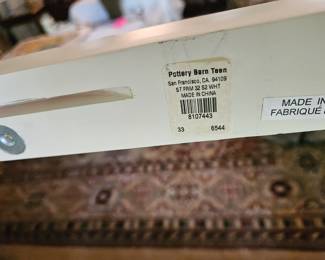 Pottery Barn Teen
San Francisco, CA. 94109
ST FRM 32 52 WHT
MADE IN CHINA
8107443
33 6544
MADE IN
FABRIQUÉ